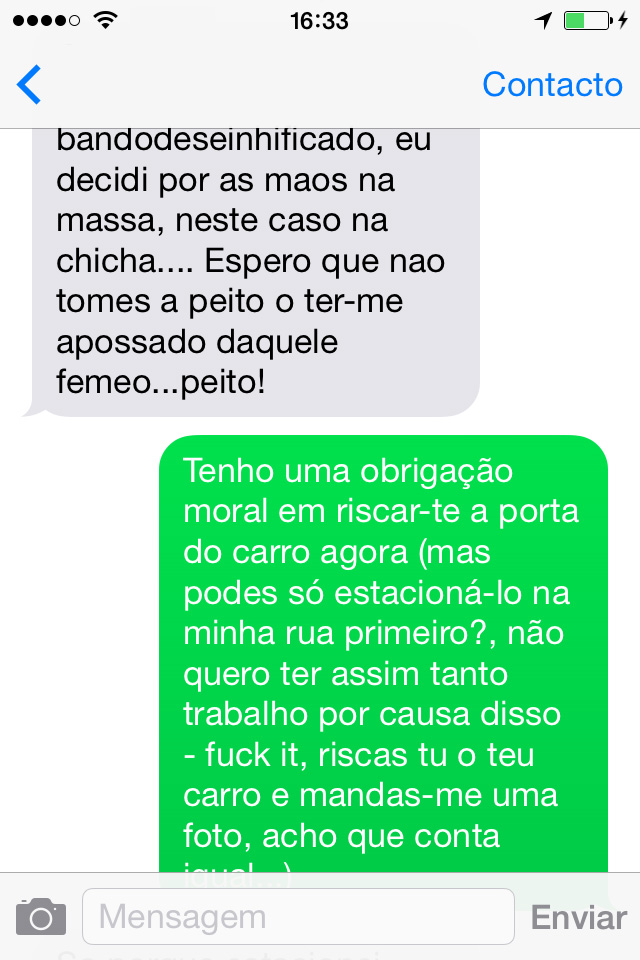 16:33
Contacto
bandodeseinhificado, eu
decidi por as maos na
massa, neste caso na
chicha.... Espero que nao
tomes a peito o ter-me
apossado daquele
femeo...peito!
Tenho uma obrigação
moral em riscar-te a porta
do carro agora (mas
podes só estacioná-lo na
minha rua primeiro?, não
quero ter assim tanto
trabalho por causa disso
- fuck it, riscas tu o teu
carro e mandas-me uma
foto, acho que conta
igual...)
Mensagem
Enviar